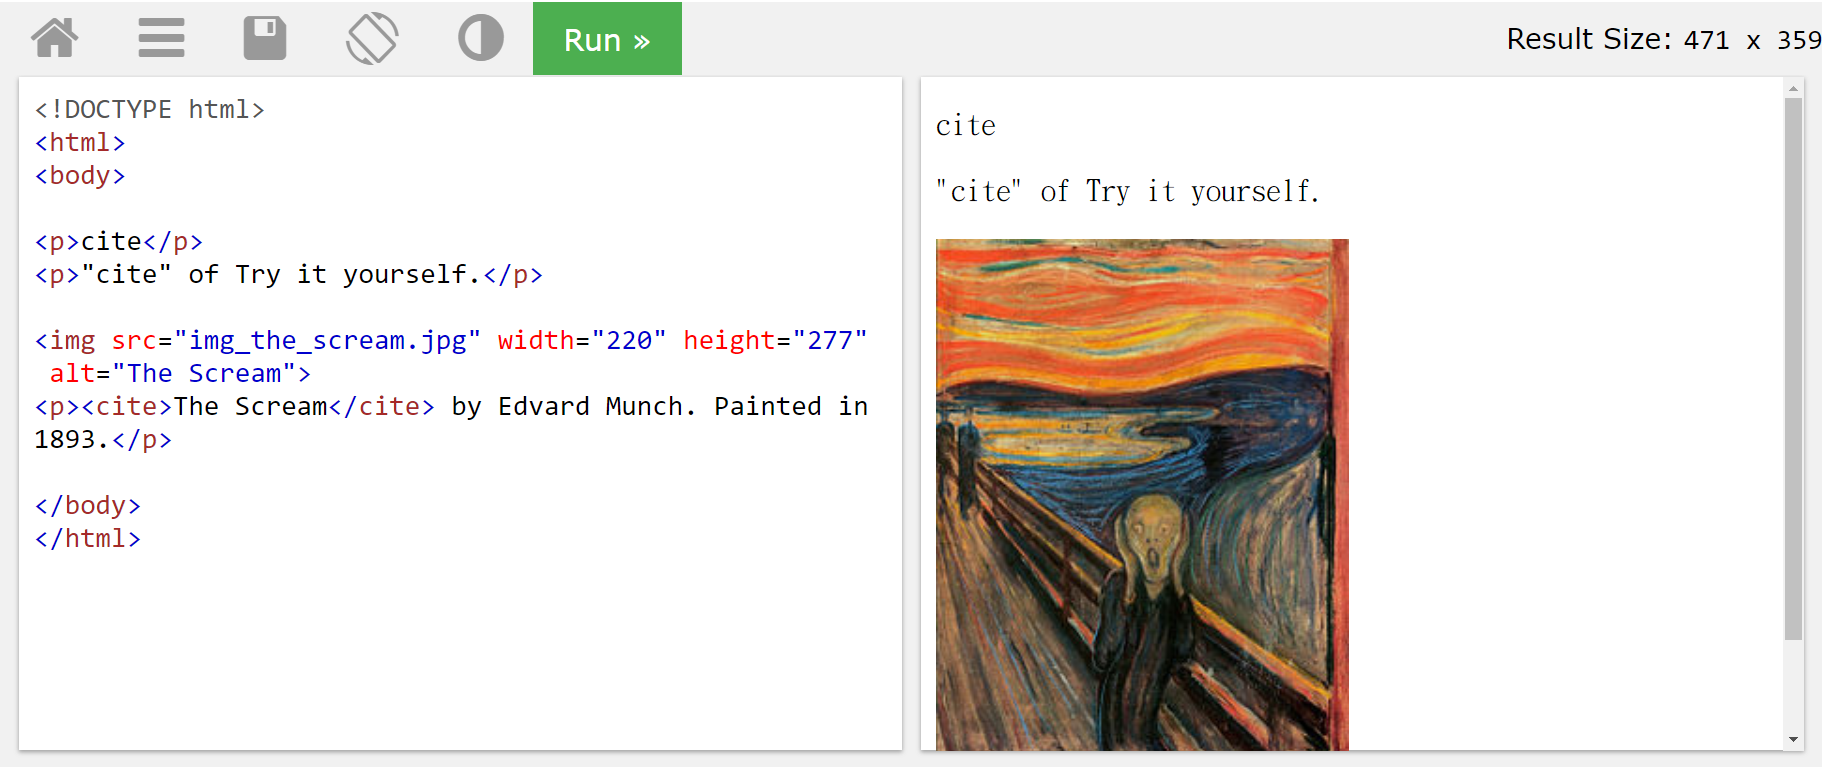 Run »
Result Size: 471 x 359
<!DOCTYPE html>
<html>
<body>
<p>cite</p>
<p>"cite" of Try it yourself.</p>
<img src="img_the_scream.jpg" width="220" height="277"
alt="The Scream">
<p><cite>The Scream</cite> by Edvard Munch. Painted in
1893.</p>
</body>
</html>
cite
"cite" of Try it yourself.